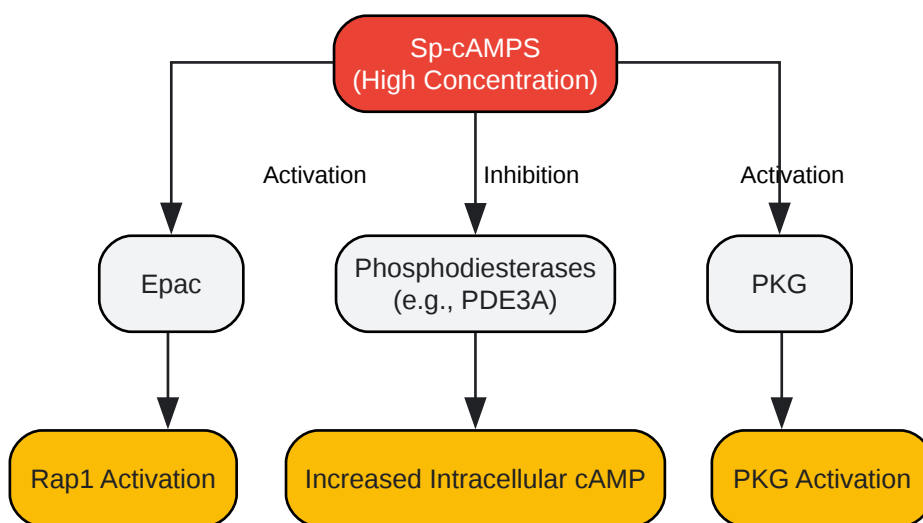 Sp-cAMPS
(High Concentration)
Activation
Inhibition
Activation
Epac
Phosphodiesterases
(e.g., PDE3A)
PKG
Rap1 Activation
Increased Intracellular cAMP
PKG Activation